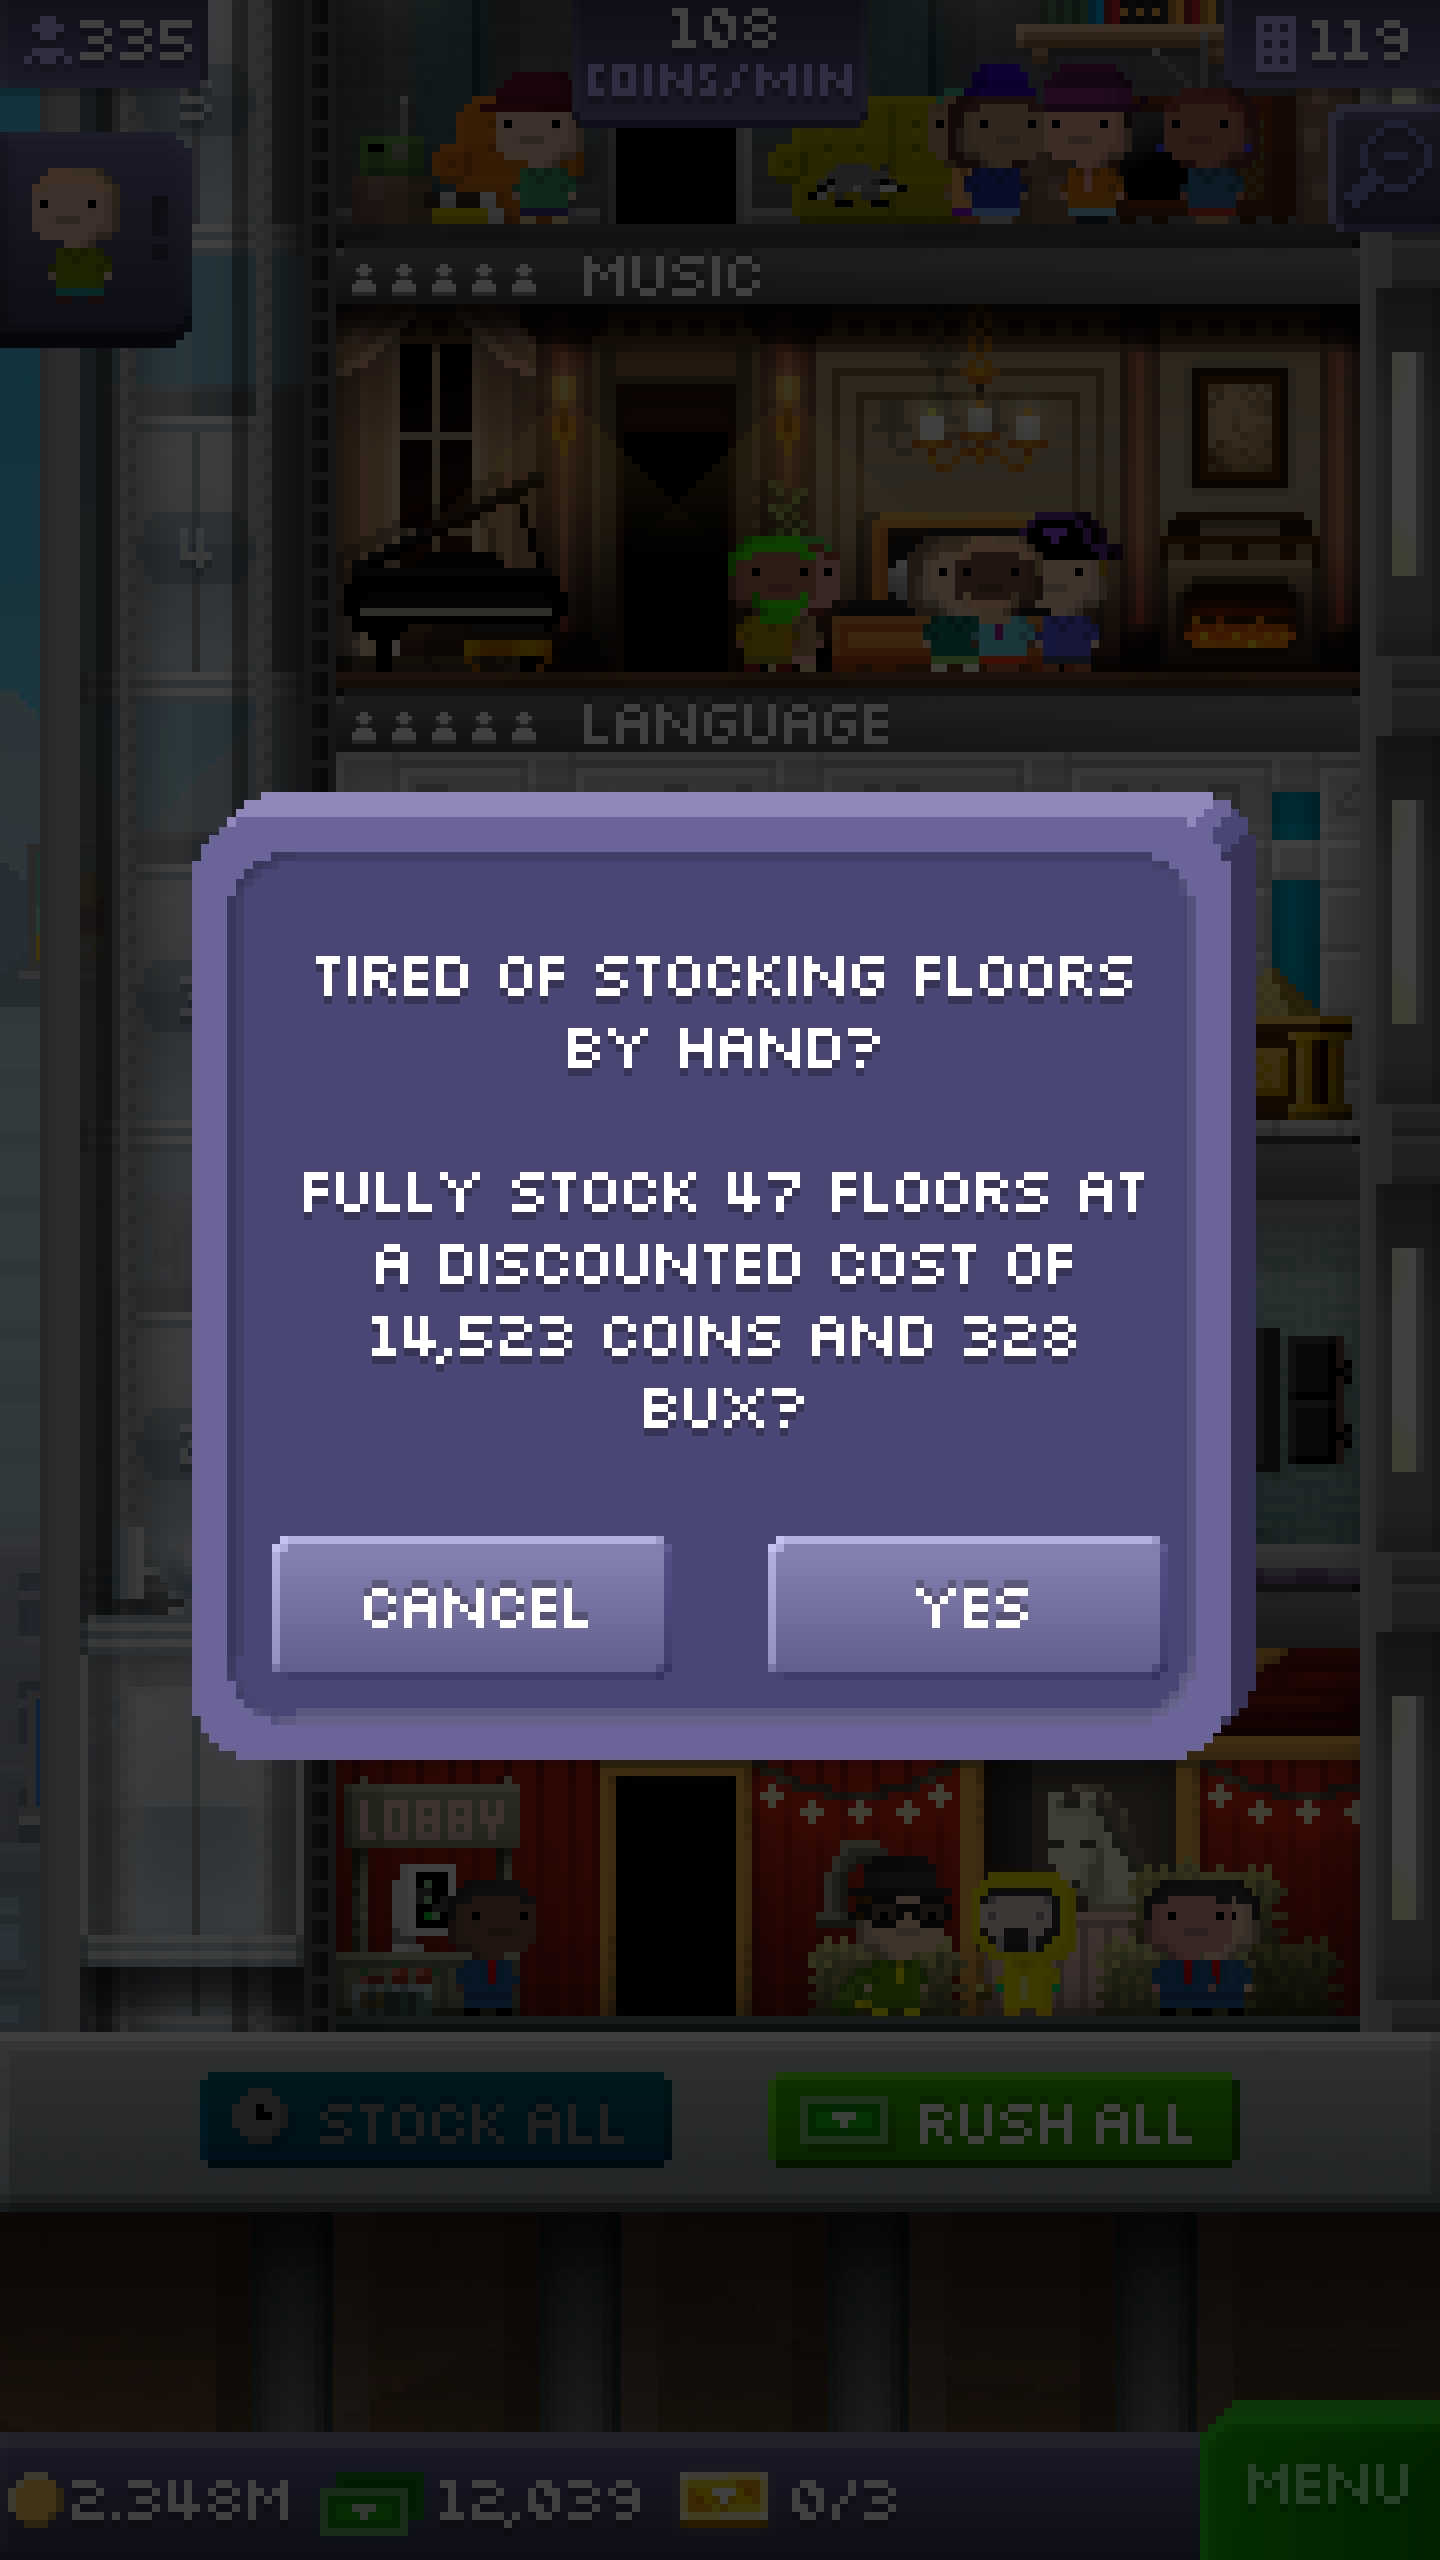 335
108
COINS/MIN
119
MUSIC
4
LANGUAGE
TIRED OF STOCKING FLOORS
BY HAND?
FULLY STOCK 47 FLOORS AT
A DISCOUNTED COST OF
14,523 COINS AND 328
BUX?
CANCEL
YES
LOBBY
STOCK ALL
RUSH ALL
2.348M
12,039
0/3
MENU